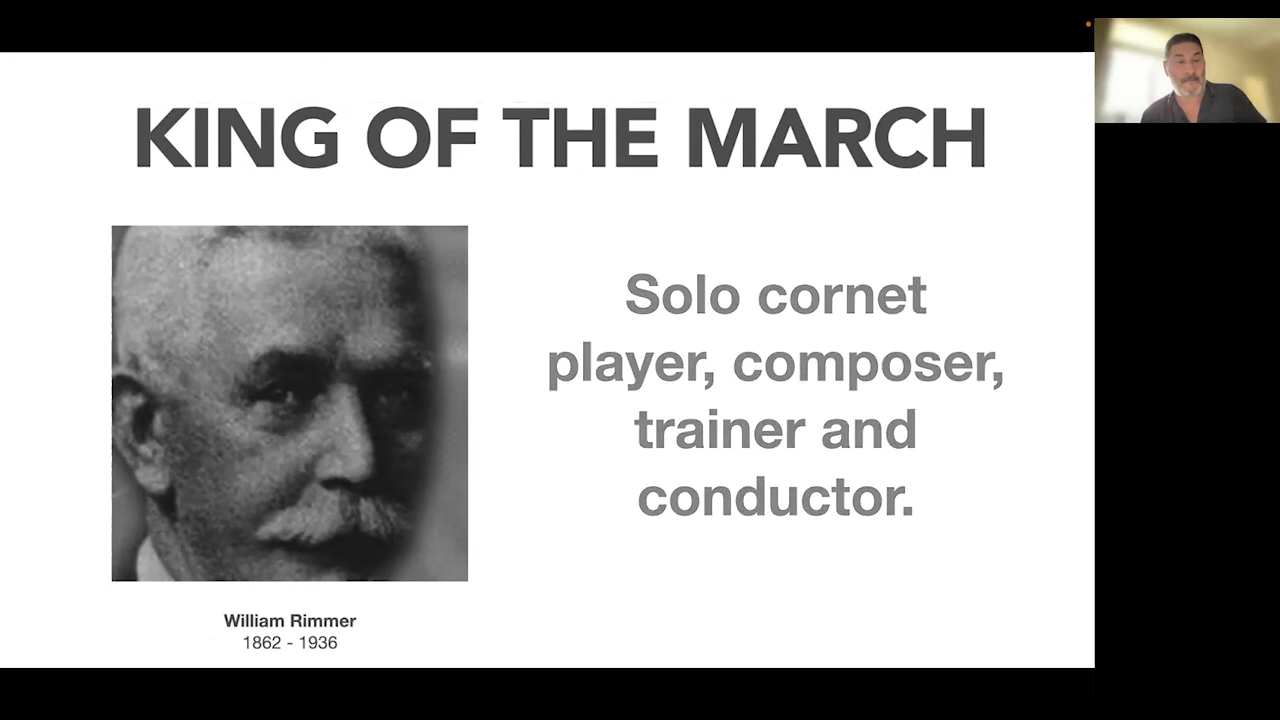 KING OF THE MARCH
Solo cornet
player, composer,
trainer and
conductor.
William Rimmer
1862 - 1936